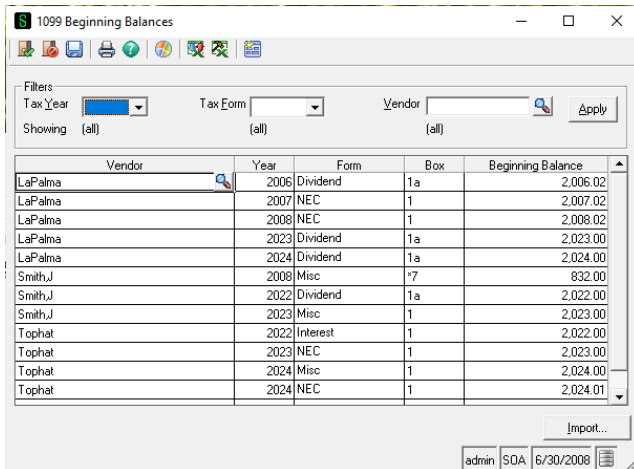 S 1099 Beginning Balances
Filters
Tax Year Tax Form Vendor Apply
Showing (all) (all) (all)
Vendor Year Form Box Beginning Balance
LaPalma 2006 Dividend 1a 2,006.02
LaPalma 2007 NEC 1 2,007.02
LaPalma 2008 NEC 1 2,008.02
LaPalma 2023 Dividend 1a 2,023.00
LaPalma 2024 Dividend 1a 2,024.00
Smith,J 2008 Misc *7 832.00
Smith,J 2022 Dividend 1a 2,022.00
Smith,J 2023 Misc 1 2,023.00
Tophat 2022 Interest 1 2,022.00
Tophat 2023 NEC 1 2,023.00
Tophat 2024 Misc 1 2,024.00
Tophat 2024 NEC 1 2,024.01
Import...
admin SOA 6/30/2008